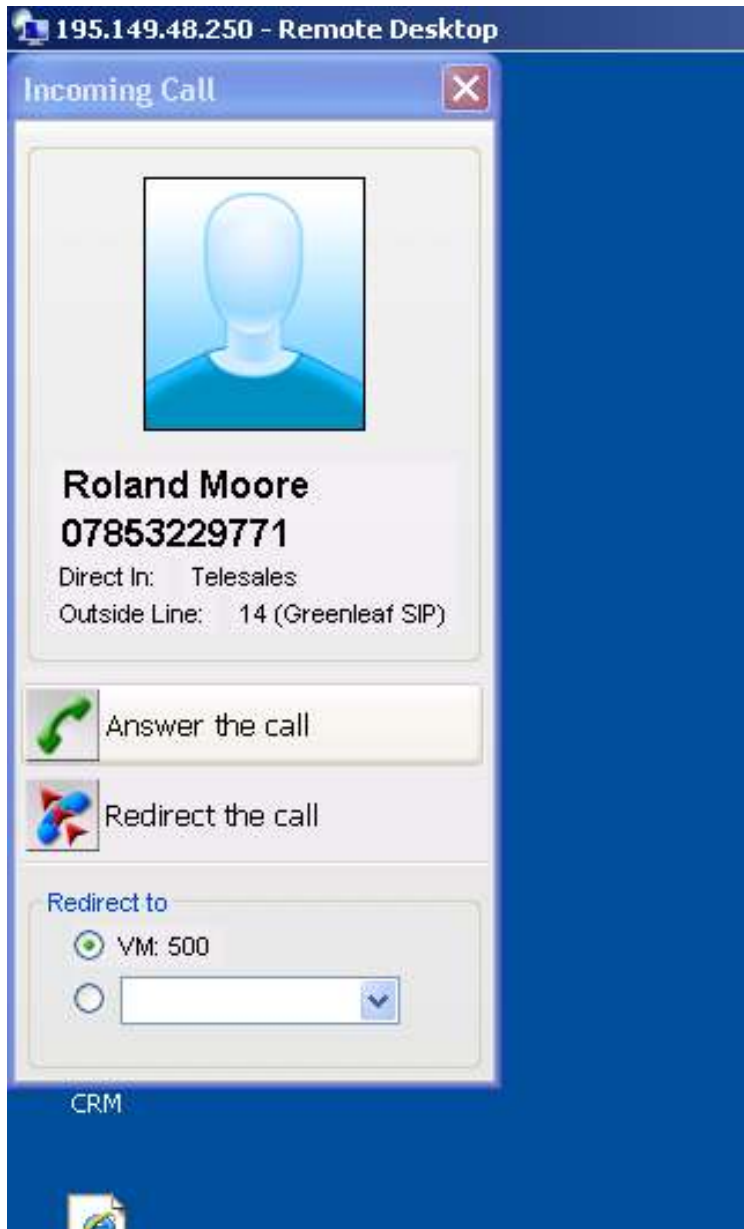 195.149.48.250 - Remote Desktop
Incoming Call
Roland Moore
07853229771
Direct In: Telesales
Outside Line: 14 (Greenleaf SIP)
Answer the call
Redirect the call
Redirect to
VM: 500
CRM